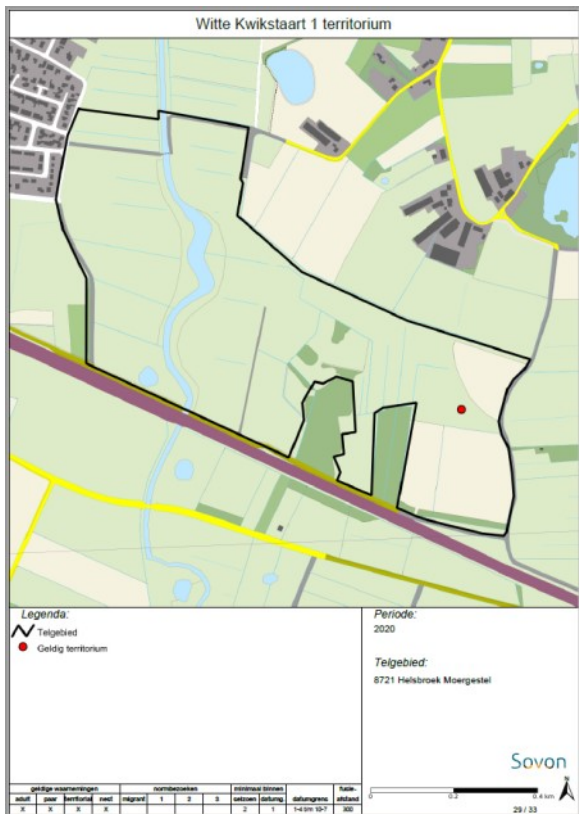 Witte Kwikstaart 1 territorium
Legenda:
Telgebied
Geldig territorium
Periode:
2020
Telgebied:
8721 Helsbroek Moergestel
Sovon
N
0 0.2 0.4 km
29 / 33
geldige waarnemingen normbezoeken minimaal binnen fusie-
adult paar territoriaal nest migrant 1 2 3 seizoen datumg. datumgrens afstand
X X X X 2 1 1-4 t/m 10-7 300